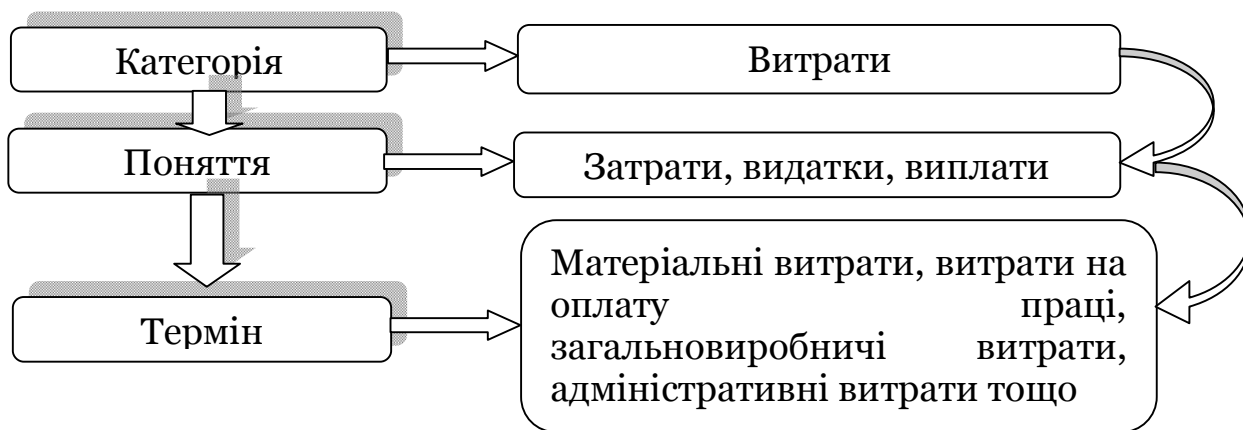 Категорія
Витрати
Поняття
Затрати, видатки, виплати
Термін
Матеріальні витрати, витрати на
оплату праці,
загальновиробничі витрати,
адміністративні витрати тощо